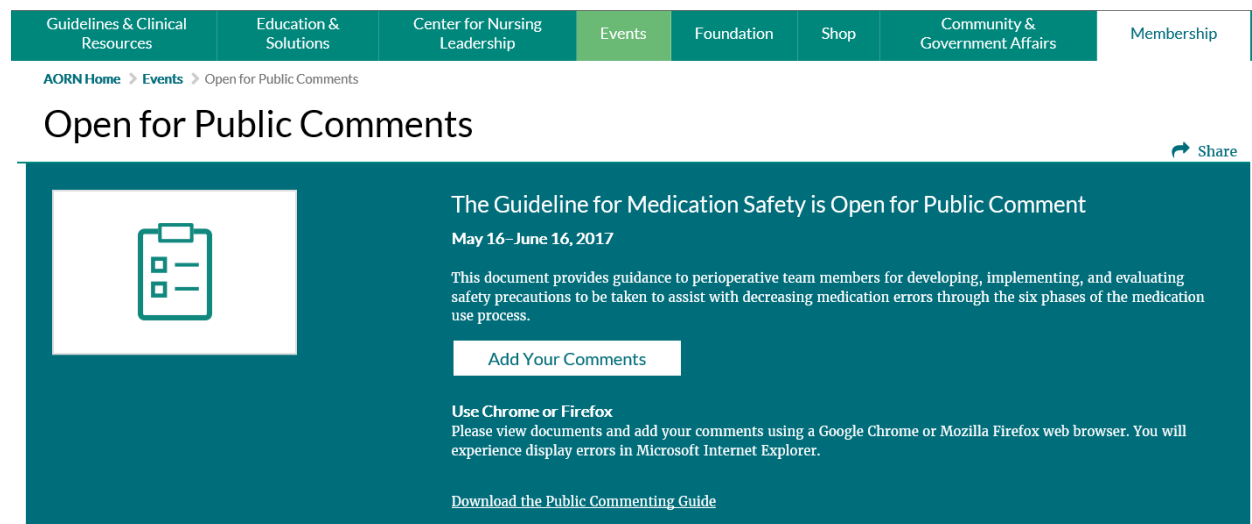 Guidelines & Clinical Resources
Education & Solutions
Center for Nursing Leadership
Events
Foundation
Shop
Community & Government Affairs
Membership
AORN Home > Events > Open for Public Comments
Open for Public Comments
Share
The Guideline for Medication Safety is Open for Public Comment
May 16–June 16, 2017
This document provides guidance to perioperative team members for developing, implementing, and evaluating
safety precautions to be taken to assist with decreasing medication errors through the six phases of the medication
use process.
Add Your Comments
Use Chrome or Firefox
Please view documents and add your comments using a Google Chrome or Mozilla Firefox web browser. You will
experience display errors in Microsoft Internet Explorer.
Download the Public Commenting Guide